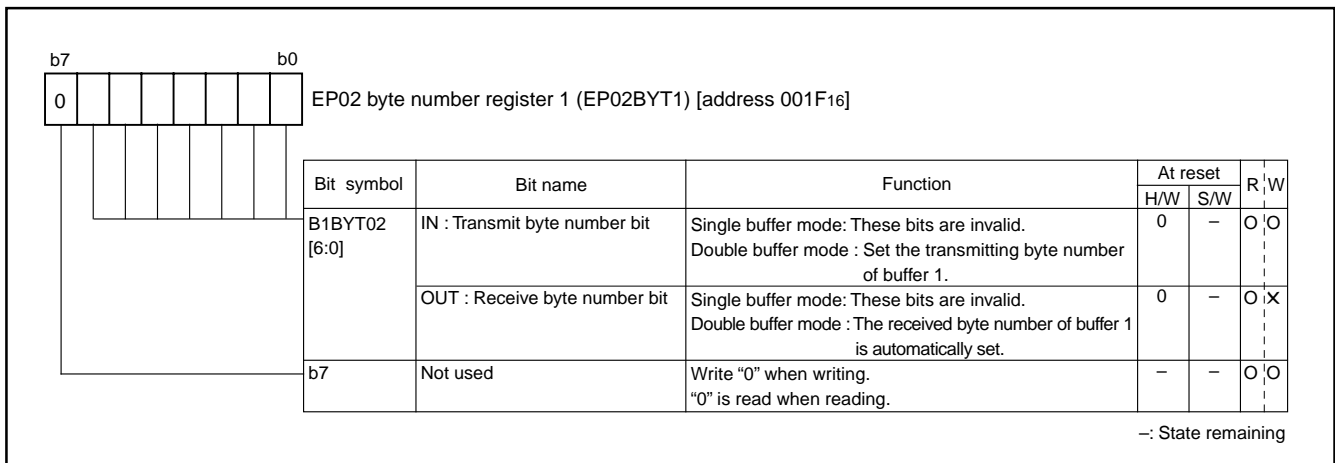 b7 b0
0 EP02 byte number register 1 (EP02BYT1) [address 001F16]
Bit symbol Bit name Function At reset R W
H/W S/W
B1BYT02 IN : Transmit byte number bit Single buffer mode: These bits are invalid. 0 – O O
[6:0] Double buffer mode : Set the transmitting byte number
of buffer 1.
OUT : Receive byte number bit Single buffer mode: These bits are invalid. 0 – O ×
Double buffer mode : The received byte number of buffer 1
is automatically set.
b7 Not used Write “0” when writing. – – O O
“0” is read when reading.
–: State remaining